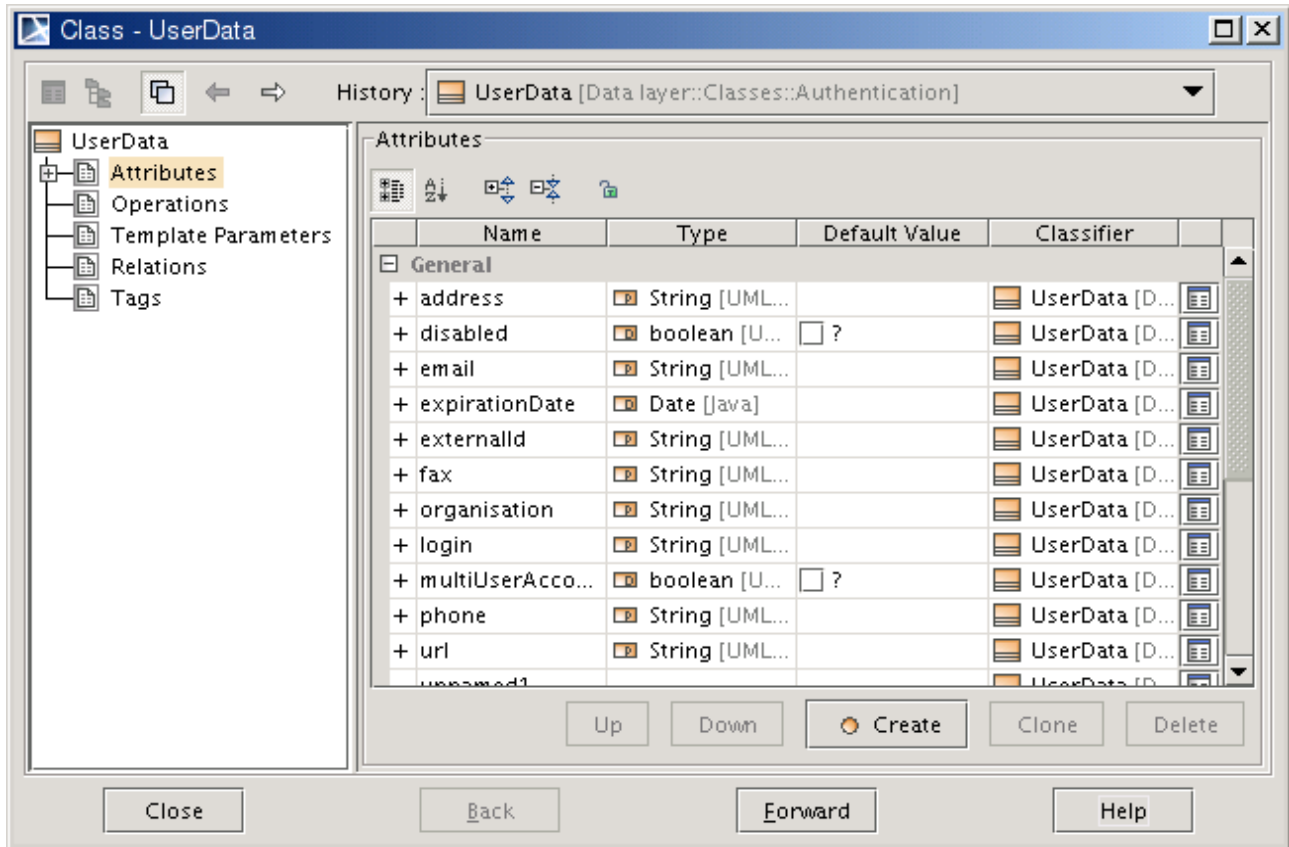 Class - UserData
History : UserData [Data layer::Classes::Authentication]
UserData
Attributes
Operations
Template Parameters
Relations
Tags
Attributes
Name Type Default Value Classifier
General
+ address String [UML... UserData [D...
+ disabled boolean [U... ? UserData [D...
+ email String [UML... UserData [D...
+ expirationDate Date [Java] UserData [D...
+ externalId String [UML... UserData [D...
+ fax String [UML... UserData [D...
+ organisation String [UML... UserData [D...
+ login String [UML... UserData [D...
+ multiUserAcco... boolean [U... ? UserData [D...
+ phone String [UML... UserData [D...
+ url String [UML... UserData [D...
unnamed1 UserData [D...
Up Down Create Clone Delete
Close Back Forward Help